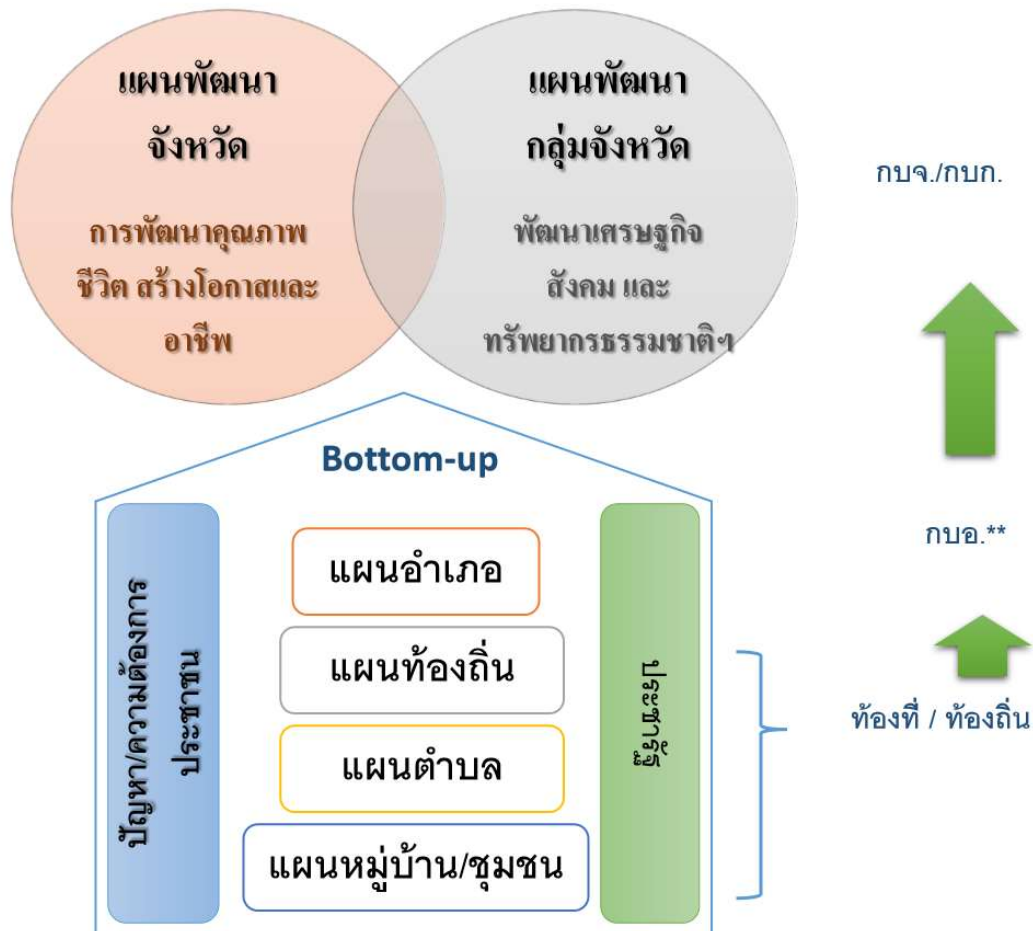 แผนพัฒนา
จังหวัด
การพัฒนาคุณภาพ
ชีวิต สร้างโอกาสและ
อาชีพ
แผนพัฒนา
กลุ่มจังหวัด
พัฒนาเศรษฐกิจ
สังคม และ
ทรัพยากรธรรมชาติฯ
กบจ./กบก.
Bottom-up
กบอ.**
ปัญหา/ความต้องการ
ประชาชน
แผนอำเภอ
แผนท้องถิ่น
แผนตำบล
แผนหมู่บ้าน/ชุมชน
ประชารัฐ
ท้องที่ / ท้องถิ่น